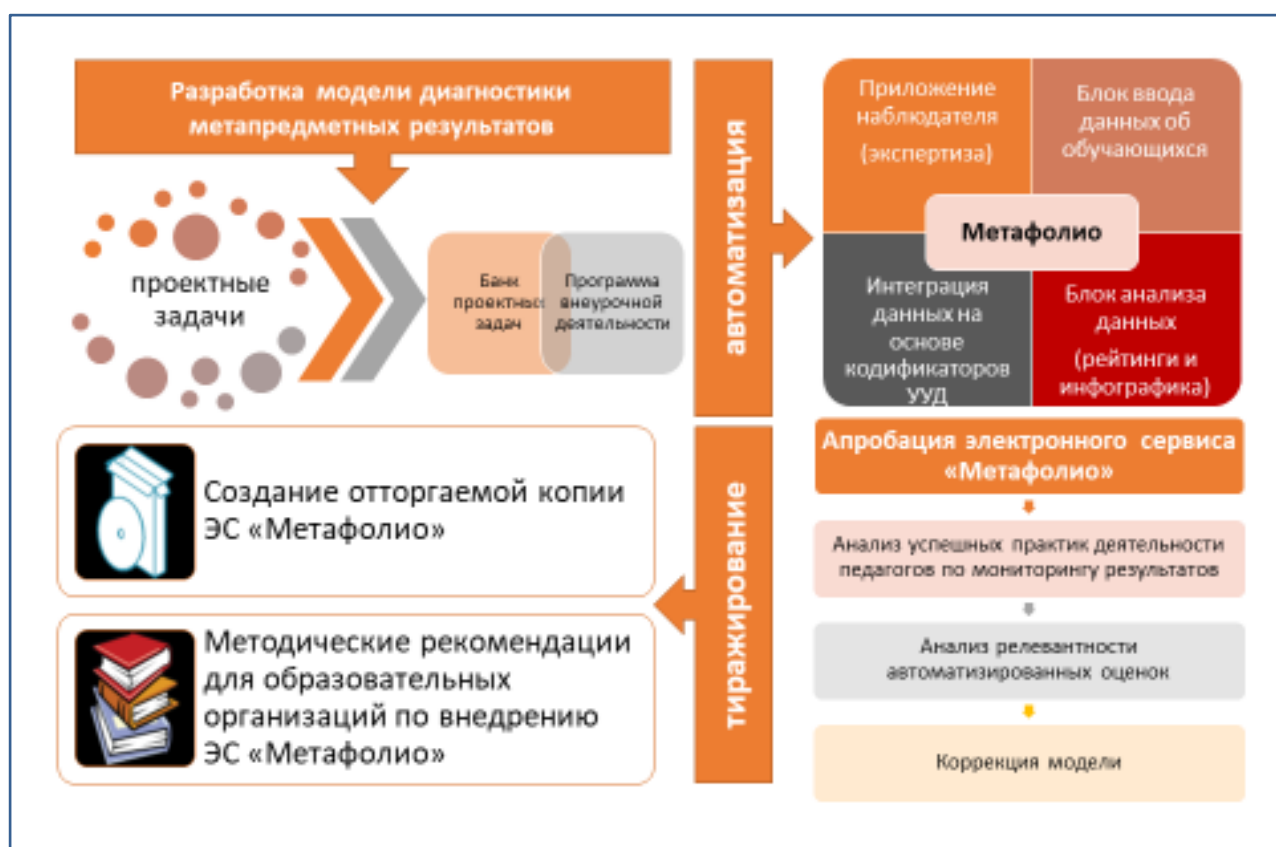 Разработка модели диагностики
метапредметных результатов
проектные
задачи
Банк
проектных
задач
Программа
внеурочной
деятельности
автоматизация
Приложение
наблюдателя
(экспертиза)
Блок ввода
данных об
обучающихся
Метафолио
Интеграция
данных на
основе
кодификаторов
УУД
Блок анализа
данных
(рейтинги и
инфографика)
Апробация электронного сервиса
«Метафолио»
Анализ успешных практик деятельности
педагогов по мониторингу результатов
Анализ релевантности
автоматизированных оценок
Коррекция модели
тиражирование
Создание отторгаемой копии
ЭС «Метафолио»
Методические рекомендации
для образовательных
организаций по внедрению
ЭС «Метафолио»